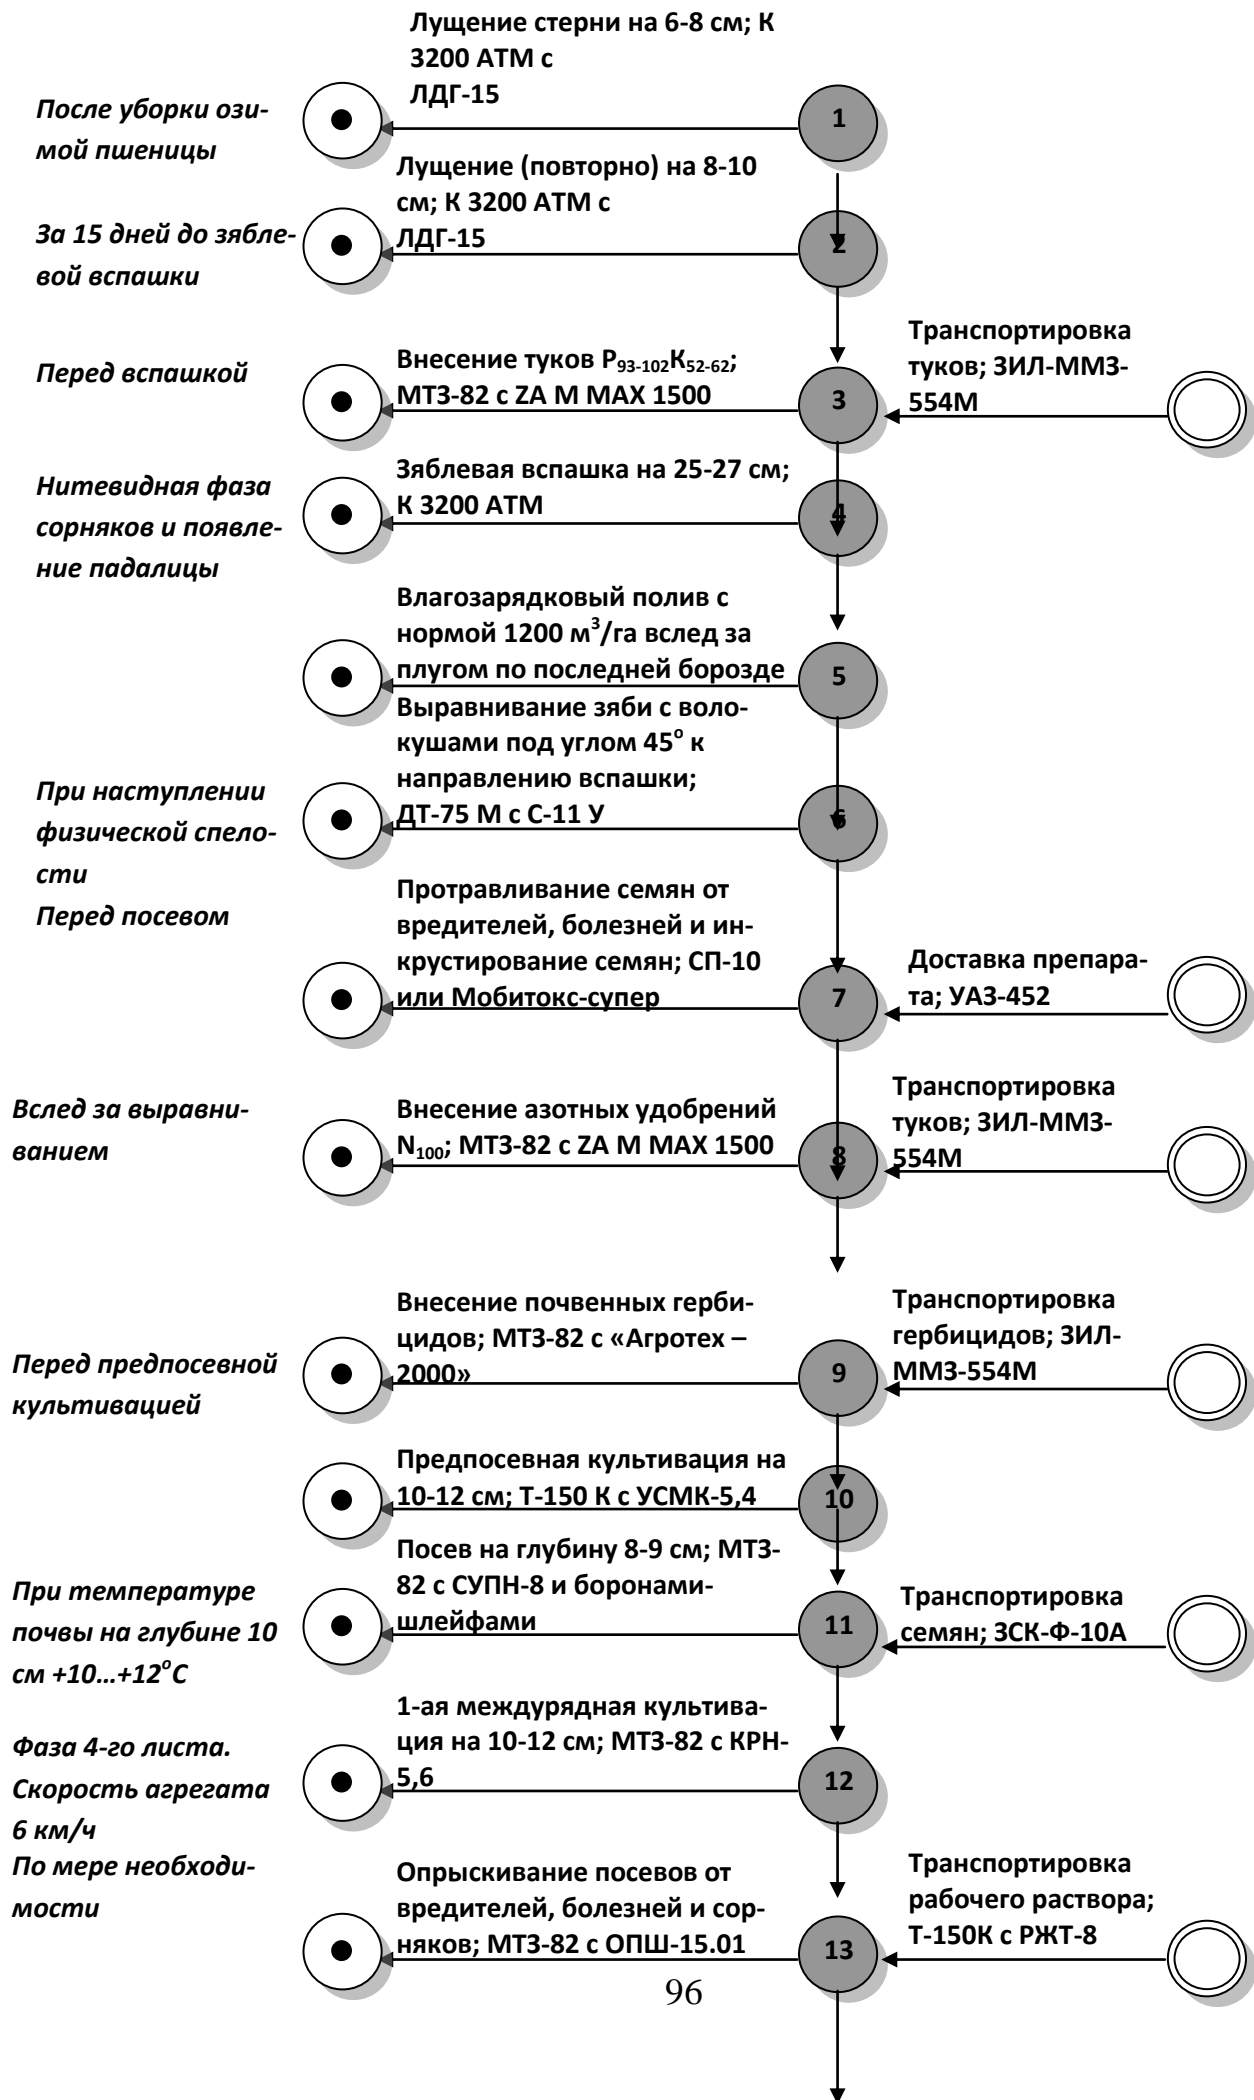 Лущение стерни на 6-8 см; К
3200 АТМ с
ЛДГ-15
После уборки ози-
мой пшеницы
1
Лущение (повторно) на 8-10
см; К 3200 АТМ с
ЛДГ-15
За 15 дней до зябле-
вой вспашки
2
Перед вспашкой
Внесение туков P93-102K52-62;
МТЗ-82 с ZA M MAX 1500
3
Транспортировка
туков; ЗИЛ-ММЗ-
554М
Нитевидная фаза
сорняков и появле-
ние падалицы
Зяблевая вспашка на 25-27 см;
К 3200 АТМ
4
Влагозарядковый полив с
нормой 1200 м³/га вслед за
плугом по последней борозде
5
При наступлении
физической спело-
сти
Выравнивание зяби с воло-
кушами под углом 45° к
направлению вспашки;
ДТ-75 М с С-11 У
6
Перед посевом
Протравливание семян от
вредителей, болезней и ин-
крустирование семян; СП-10
или Мобитокс-супер
7
Доставка препара-
та; УАЗ-452
Вслед за выравни-
ванием
Внесение азотных удобрений
N100; МТЗ-82 с ZA M MAX 1500
8
Транспортировка
туков; ЗИЛ-ММЗ-
554М
Перед предпосевной
культивацией
Внесение почвенных герби-
цидов; МТЗ-82 с «Агротех –
2000»
9
Транспортировка
гербицидов; ЗИЛ-
ММЗ-554М
Предпосевная культивация на
10-12 см; Т-150 К с УСМК-5,4
10
При температуре
почвы на глубине 10
см +10…+12°С
Посев на глубину 8-9 см; МТЗ-
82 с СУПН-8 и боронами-
шлейфами
11
Транспортировка
семян; ЗСК-Ф-10А
Фаза 4-го листа.
Скорость агрегата
6 км/ч
1-ая междурядная культива-
ция на 10-12 см; МТЗ-82 с КРН-
5,6
12
По мере необходи-
мости
Опрыскивание посевов от
вредителей, болезней и сор-
няков; МТЗ-82 с ОПШ-15.01
13
Транспортировка
рабочего раствора;
Т-150К с РЖТ-8
96